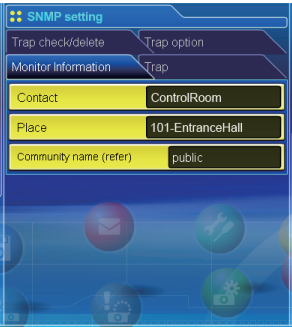 SNMP setting
Trap check/delete Trap option
Monitor Information Trap
Contact ControlRoom
Place 101-EntranceHall
Community name (refer) public